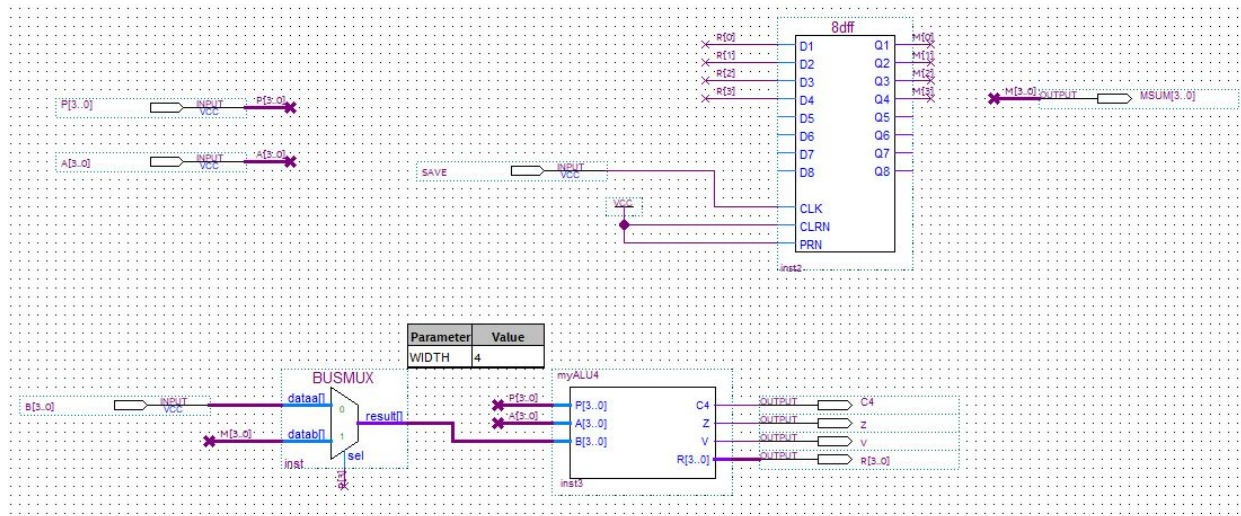 8dff
R[0] D1 Q1 M[0]
R[1] D2 Q2 M[1]
R[2] D3 Q3 M[2]
R[3] D4 Q4 M[3]
D5 Q5
D6 Q6
D7 Q7
D8 Q8
CLK
CLRN
PRN
inst2
P[3..0] INPUT VCC P[3..0]
A[3..0] INPUT VCC A[3..0]
SAVE INPUT VCC
VCC
M[3..0] OUTPUT MSUM[3..0]
Parameter Value
WIDTH 4
BUSMUX
B[3..0] INPUT VCC dataa[] 0
result[]
M[3..0] datab[] 1
sel
inst
myALU4
P[3..0] P[3..0] C4 OUTPUT C4
A[3..0] A[3..0] Z OUTPUT Z
B[3..0] V OUTPUT V
R[3..0] OUTPUT R[3..0]
inst3